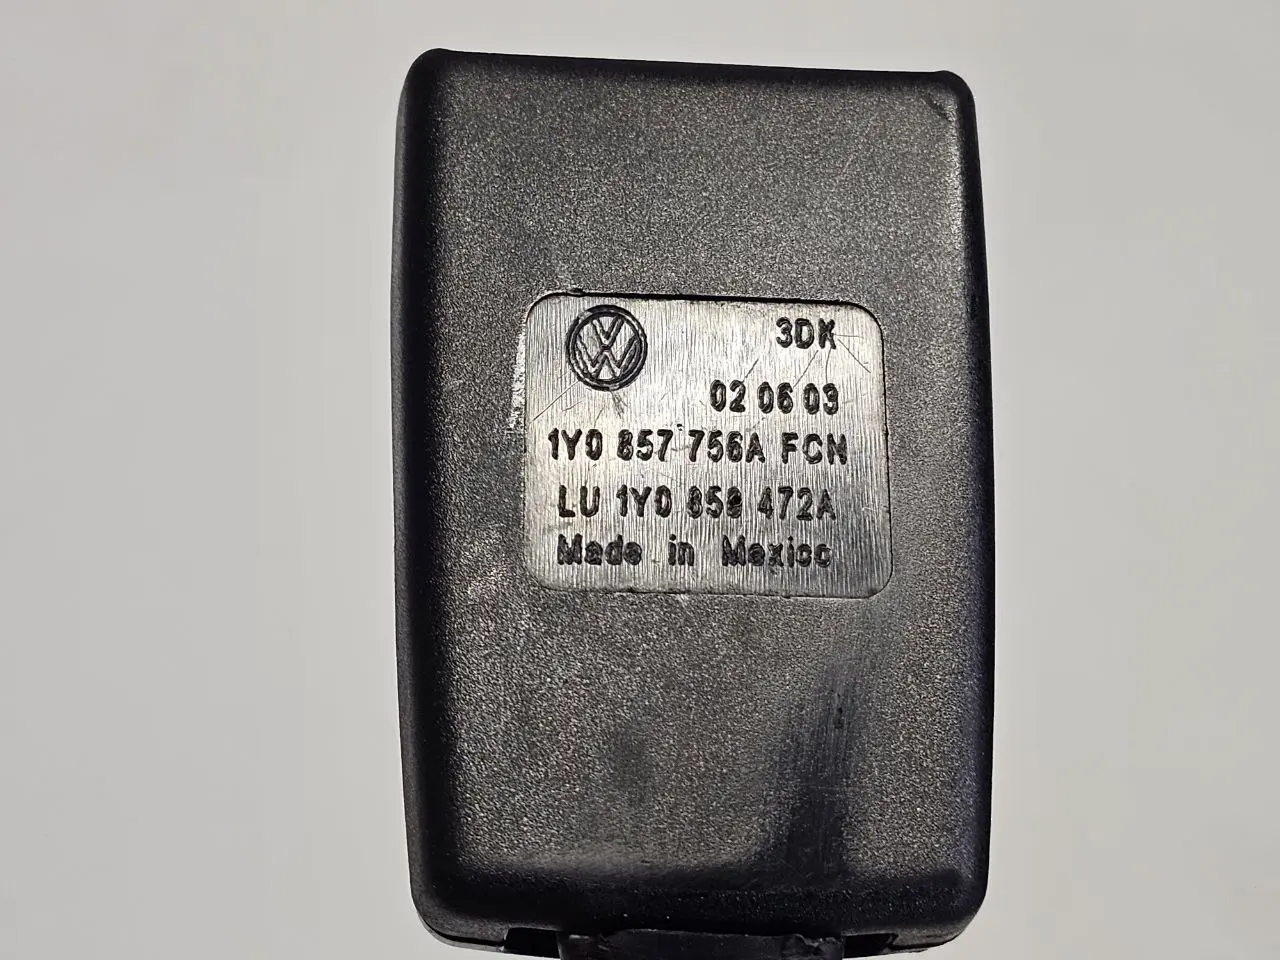 3DK
02 06 03
1Y0 857 756A FCN
LU 1Y0 858 472A
Made in Mexico